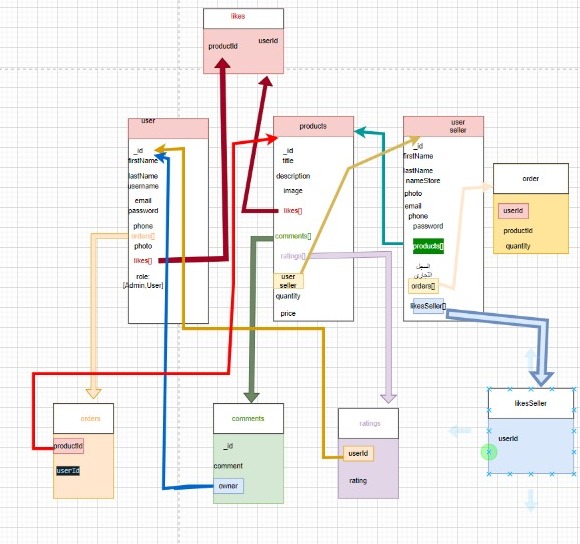 likes
productId
userId
user
_id
firstName
lastName
username
email
password
phone
orders[]
photo
likes[]
role:
[Admin,User]
products
_id
title
description
image
likes[]
comments[]
ratings[]
user
seller
quantity
price
user
seller
_id
firstName
lastName
nameStore
photo
email
phone
password
products[]
السجل
التجاري
orders[]
likesSeller[]
order
userId
productId
quantity
orders
productId
userId
comments
_id
comment
owner
ratings
userId
rating
likesSeller
userId